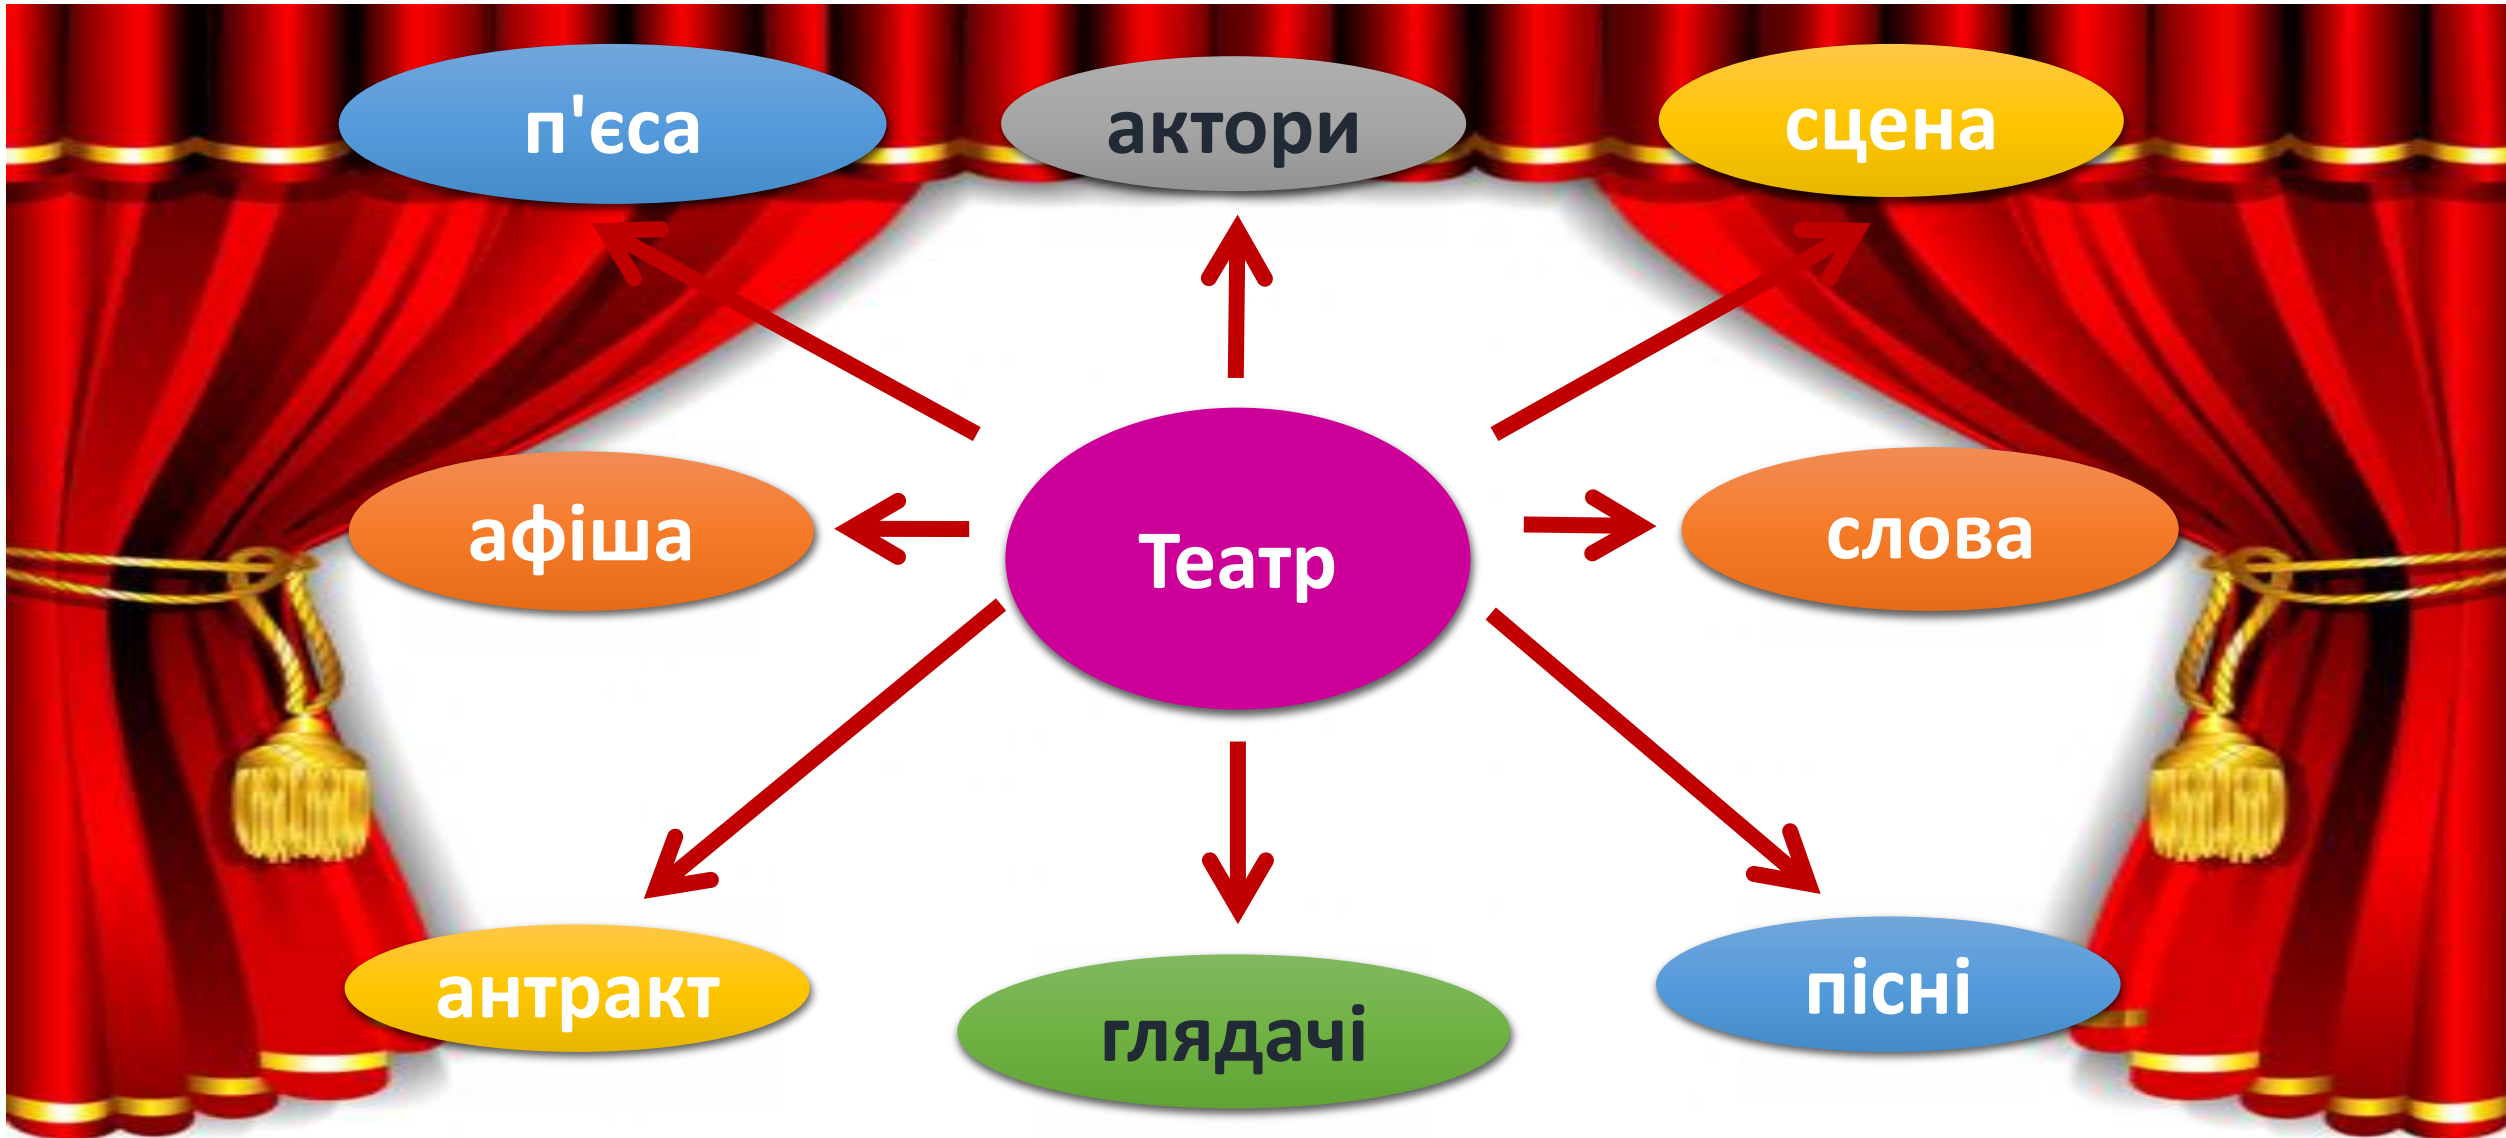 п'єса
актори
сцена
афіша
Театр
слова
антракт
глядачі
пісні